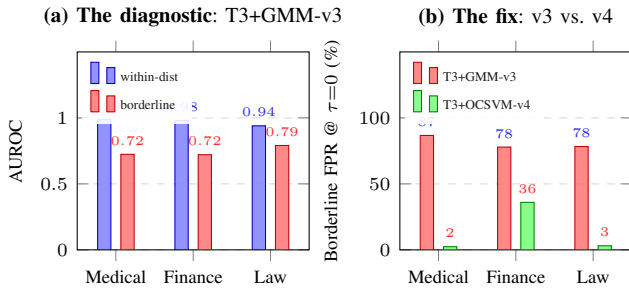 (a) The diagnostic: T3+GMM-v3
within-dist
borderline
0.94
0.72
0.72
0.79
1
0.5
0
AUROC
Medical Finance Law
(b) The fix: v3 vs. v4
T3+GMM-v3
T3+OCSVM-v4
78
78
2
36
3
100
50
0
Borderline FPR @ τ=0 (%)
Medical Finance Law